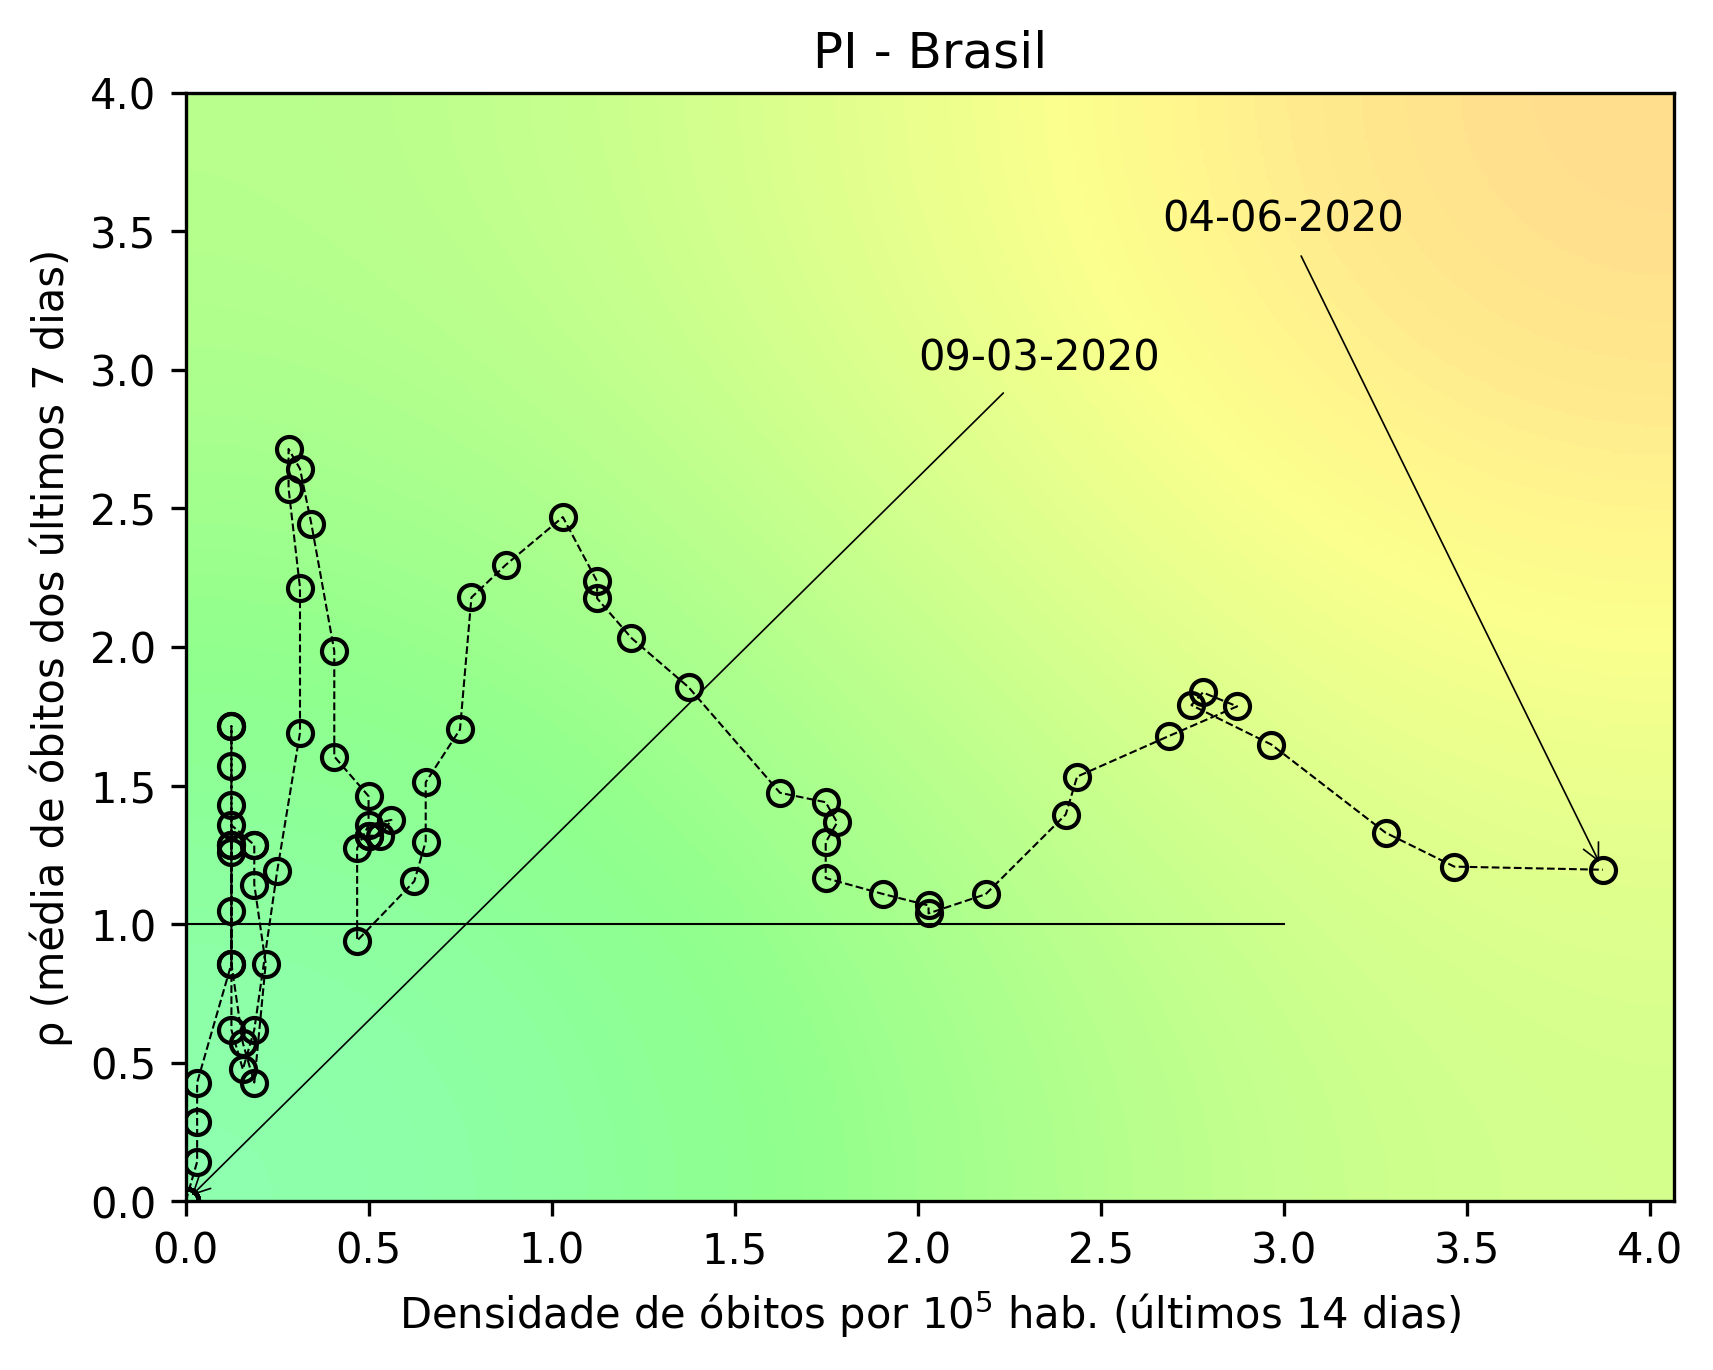 PI - Brasil
4.0
3.5
3.0
2.5
2.0
1.5
1.0
0.5
0.0
ρ (média de óbitos dos últimos 7 dias)
04-06-2020
09-03-2020
0.0 0.5 1.0 1.5 2.0 2.5 3.0 3.5 4.0
Densidade de óbitos por 10⁵ hab. (últimos 14 dias)